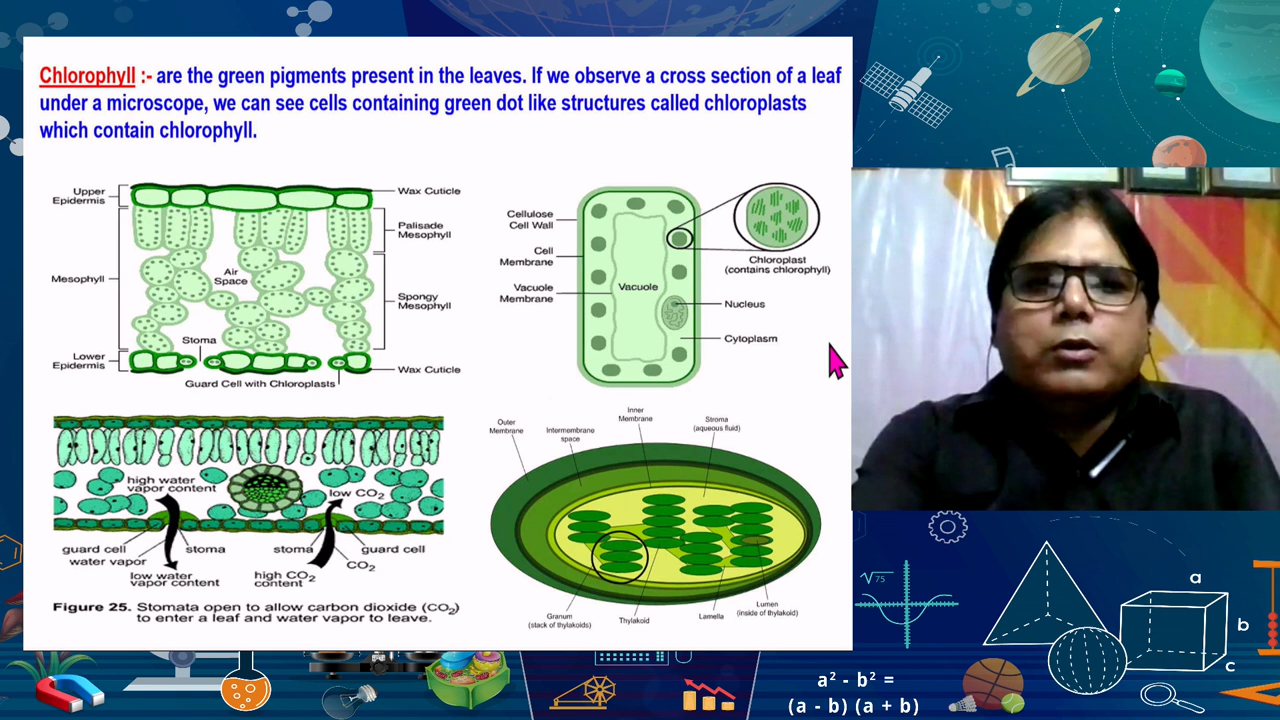 Chlorophyll :- are the green pigments present in the leaves. If we observe a cross section of a leaf
under a microscope, we can see cells containing green dot like structures called chloroplasts
which contain chlorophyll.
Upper
Epidermis
Wax Cuticle
Palisade
Mesophyll
Mesophyll
Air
Space
Spongy
Mesophyll
Stoma
Lower
Epidermis
Wax Cuticle
Guard Cell with Chloroplasts
Cellulose
Cell Wall
Cell
Membrane
Vacuole
Membrane
Vacuole
Chloroplast
(contains chlorophyll)
Nucleus
Cytoplasm
high water
vapor content
low CO2
guard cell
water vapor
stoma
low water
vapor content
stoma
guard cell
CO2
high CO2
content
Figure 25. Stomata open to allow carbon dioxide (CO2)
to enter a leaf and water vapor to leave.
Outer
Membrane
Intermembrane
space
Inner
Membrane
Stroma
(aqueous fluid)
Granum
(stack of thylakoids)
Thylakoid
Lamella
Lumen
(inside of thylakoid)
√75
a
b
c
a² - b² =
(a - b) (a + b)